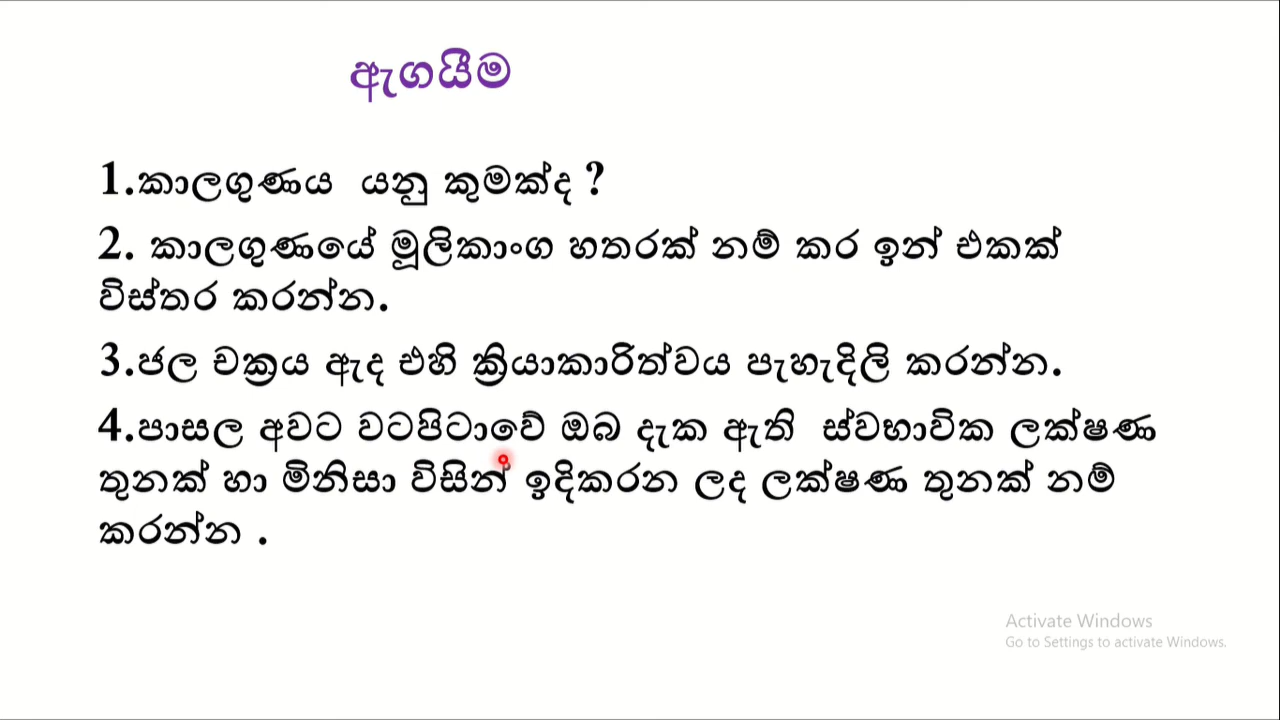 ඇගයීම
1.කාලගුණය යනු කුමක්ද ?
2. කාලගුණයේ මූලිකාංග හතරක් නම් කර ඉන් එකක්
විස්තර කරන්න.
3.ජල චක්‍රය ඇද එහි ක්‍රියාකාරිත්වය පැහැදිලි කරන්න.
4.පාසල අවට වටපිටාවේ ඔබ දැක ඇති ස්වභාවික ලක්ෂණ
තුනක් හා මිනිසා විසින් ඉදිකරන ලද ලක්ෂණ තුනක් නම්
කරන්න .
Activate Windows
Go to Settings to activate Windows.